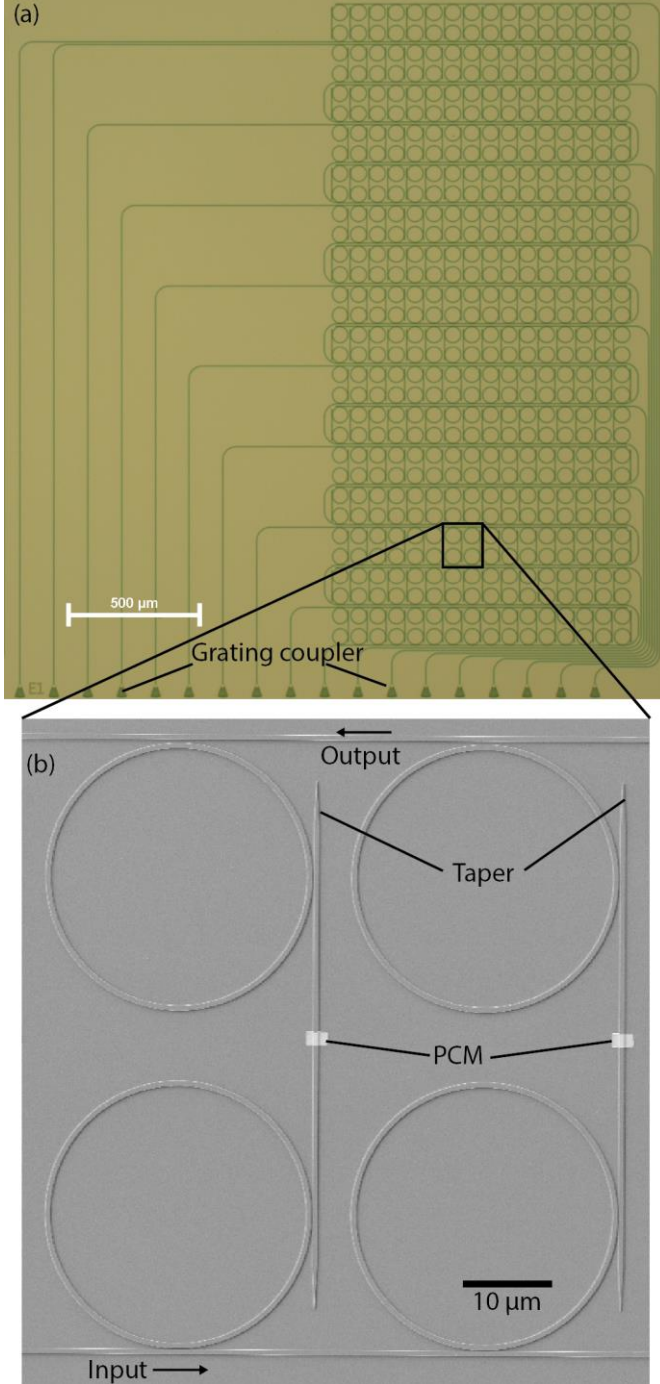 (a)
500 µm
E1
Grating coupler
(b)
Output
Taper
PCM
10 µm
Input